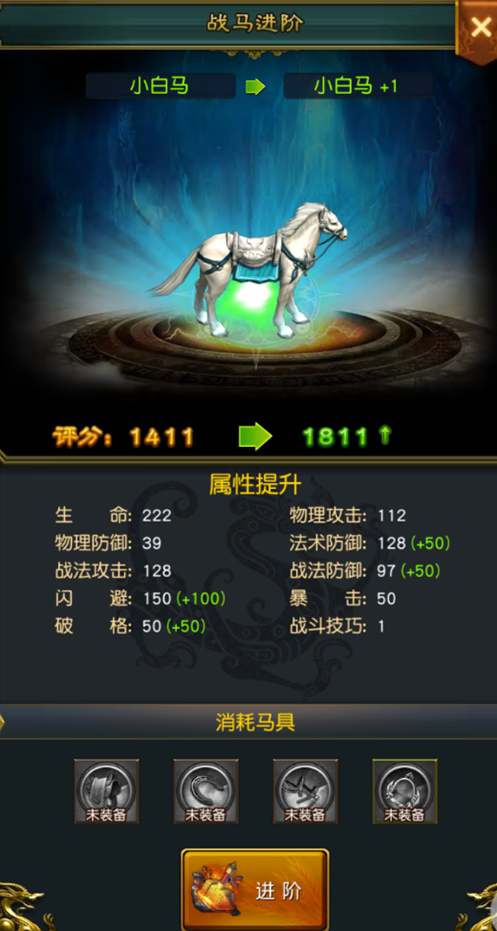 战马进阶
小白马 小白马 +1
评分: 1411 1811
属性提升
生 命: 222 物理攻击: 112
物理防御: 39 法术防御: 128 (+50)
战法攻击: 128 战法防御: 97 (+50)
闪 避: 150 (+100) 暴 击: 50
破 格: 50 (+50) 战斗技巧: 1
消耗马具
未装备 未装备 未装备 未装备
进 阶